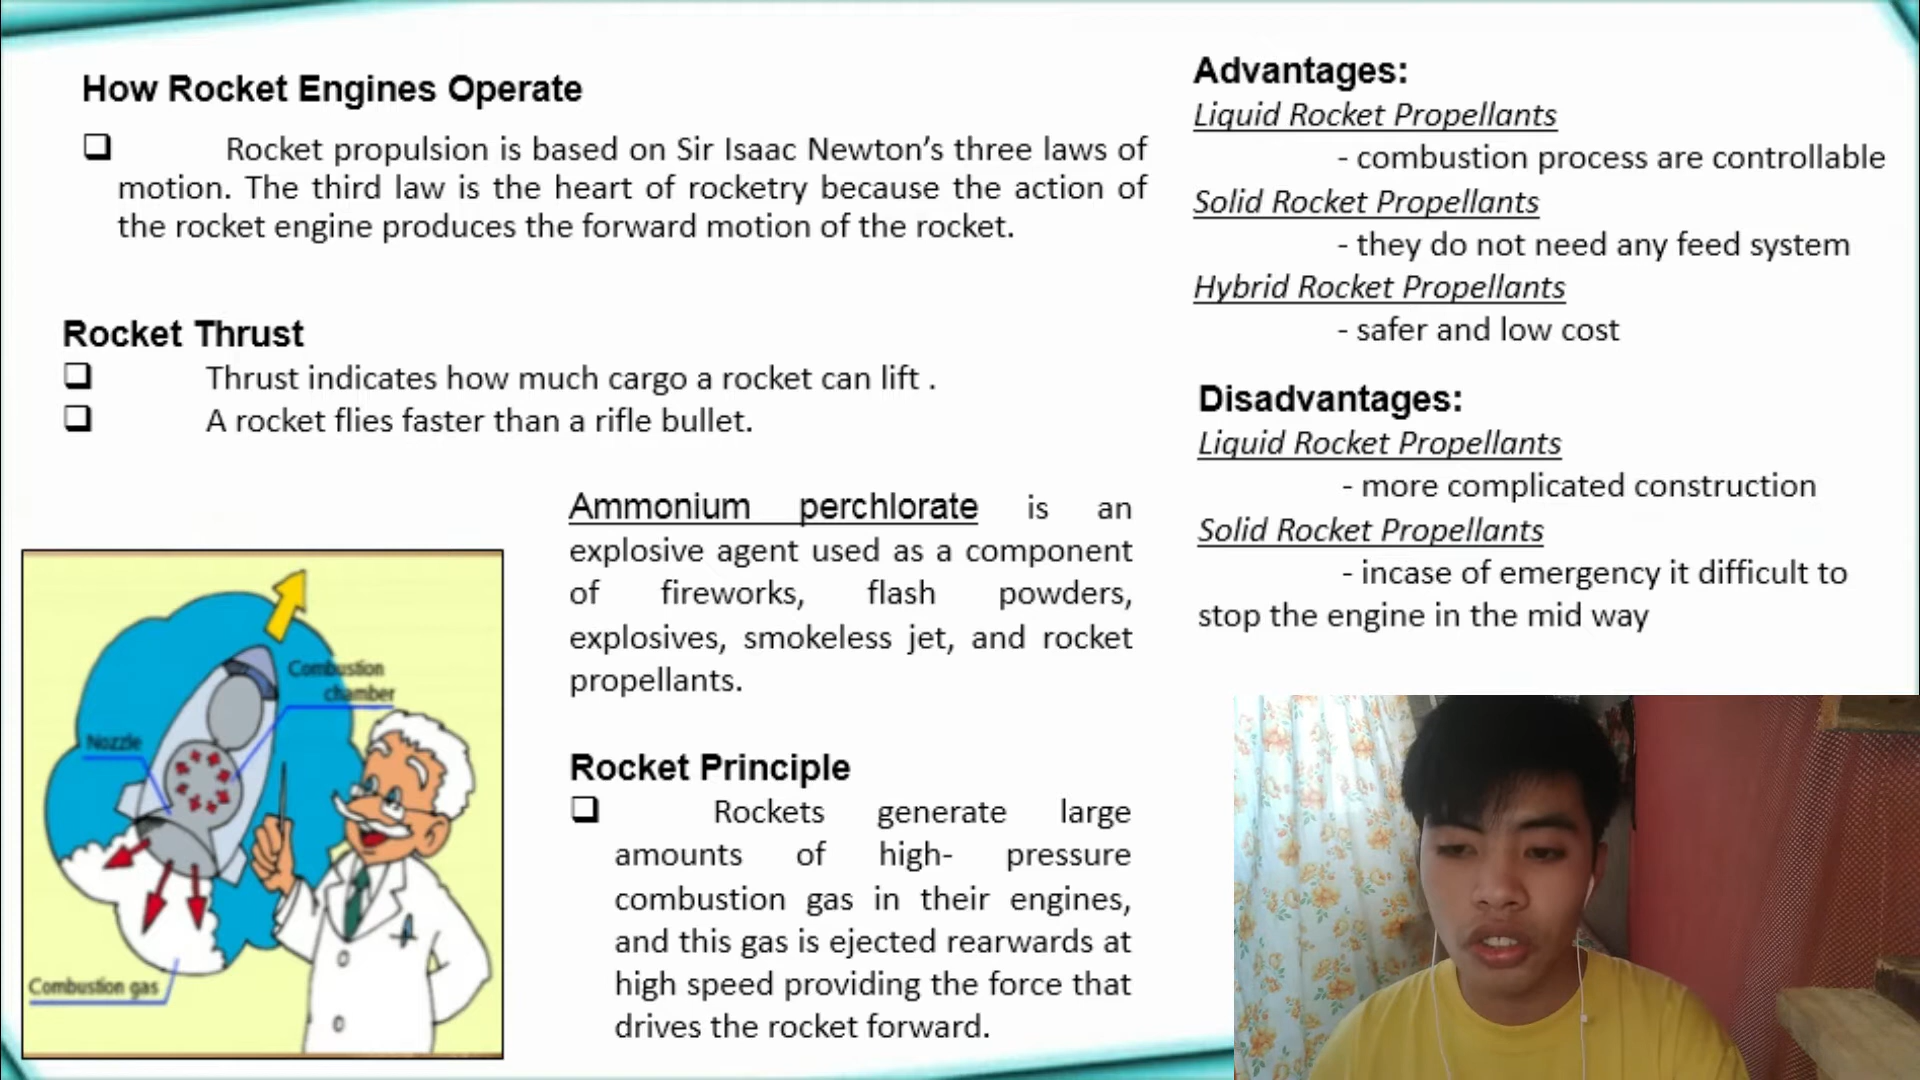 How Rocket Engines Operate
❑ Rocket propulsion is based on Sir Isaac Newton’s three laws of
motion. The third law is the heart of rocketry because the action of
the rocket engine produces the forward motion of the rocket.
Rocket Thrust
❑ Thrust indicates how much cargo a rocket can lift .
❑ A rocket flies faster than a rifle bullet.
Combustion
chamber
Nozzle
Combustion gas
Ammonium perchlorate is an
explosive agent used as a component
of fireworks, flash powders,
explosives, smokeless jet, and rocket
propellants.
Rocket Principle
❑ Rockets generate large
amounts of high- pressure
combustion gas in their engines,
and this gas is ejected rearwards at
high speed providing the force that
drives the rocket forward.
Advantages:
Liquid Rocket Propellants
- combustion process are controllable
Solid Rocket Propellants
- they do not need any feed system
Hybrid Rocket Propellants
- safer and low cost
Disadvantages:
Liquid Rocket Propellants
- more complicated construction
Solid Rocket Propellants
- incase of emergency it difficult to
stop the engine in the mid way